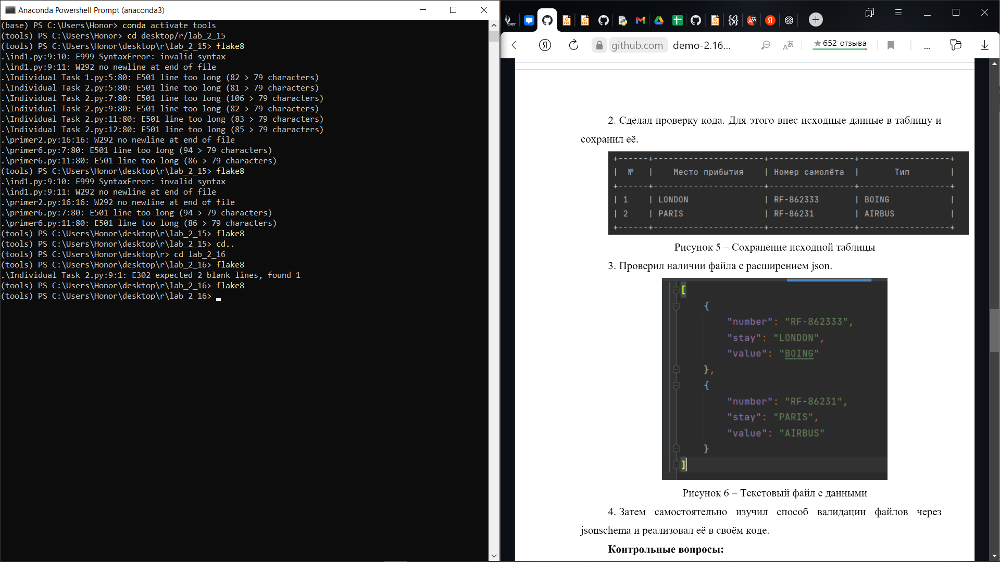 Anaconda Powershell Prompt (anaconda3)
(base) PS C:\Users\Honor> conda activate tools
(tools) PS C:\Users\Honor> cd desktop/r/lab_2_15
(tools) PS C:\Users\Honor\desktop\r\lab_2_15> flake8
.\ind1.py:9:10: E999 SyntaxError: invalid syntax
.\ind1.py:9:11: W292 no newline at end of file
.\Individual Task 1.py:5:80: E501 line too long (82 > 79 characters)
.\Individual Task 2.py:5:80: E501 line too long (81 > 79 characters)
.\Individual Task 2.py:7:80: E501 line too long (106 > 79 characters)
.\Individual Task 2.py:9:80: E501 line too long (82 > 79 characters)
.\Individual Task 2.py:11:80: E501 line too long (83 > 79 characters)
.\Individual Task 2.py:12:80: E501 line too long (85 > 79 characters)
.\primer2.py:16:16: W292 no newline at end of file
.\primer6.py:7:80: E501 line too long (94 > 79 characters)
.\primer6.py:11:80: E501 line too long (86 > 79 characters)
(tools) PS C:\Users\Honor\desktop\r\lab_2_15> flake8
.\ind1.py:9:10: E999 SyntaxError: invalid syntax
.\ind1.py:9:11: W292 no newline at end of file
.\primer2.py:16:16: W292 no newline at end of file
.\primer6.py:7:80: E501 line too long (94 > 79 characters)
.\primer6.py:11:80: E501 line too long (86 > 79 characters)
(tools) PS C:\Users\Honor\desktop\r\lab_2_15> flake8
(tools) PS C:\Users\Honor\desktop\r\lab_2_15> cd..
(tools) PS C:\Users\Honor\desktop\r> cd lab_2_16
(tools) PS C:\Users\Honor\desktop\r\lab_2_16> flake8
.\Individual Task 2.py:9:1: E302 expected 2 blank lines, found 1
(tools) PS C:\Users\Honor\desktop\r\lab_2_16> flake8
(tools) PS C:\Users\Honor\desktop\r\lab_2_16>
github.com demo-2.16... ★ 652 отзыва ...
2. Сделал проверку кода. Для этого внес исходные данные в таблицу и
сохранил её.
+------+----------------------+-----------------+------------------+
| № | Место прибытия | Номер самолёта | Тип |
+------+----------------------+-----------------+------------------+
| 1 | LONDON | RF-862333 | BOING |
| 2 | PARIS | RF-86231 | AIRBUS |
+------+----------------------+-----------------+------------------+
Рисунок 5 – Сохранение исходной таблицы
3. Проверил наличии файла с расширением json.
[
{
"number": "RF-862333",
"stay": "LONDON",
"value": "BOING"
},
{
"number": "RF-86231",
"stay": "PARIS",
"value": "AIRBUS"
}
]
Рисунок 6 – Текстовый файл с данными
4. Затем самостоятельно изучил способ валидации файлов через
jsonschema и реализовал её в своём коде.
Контрольные вопросы: